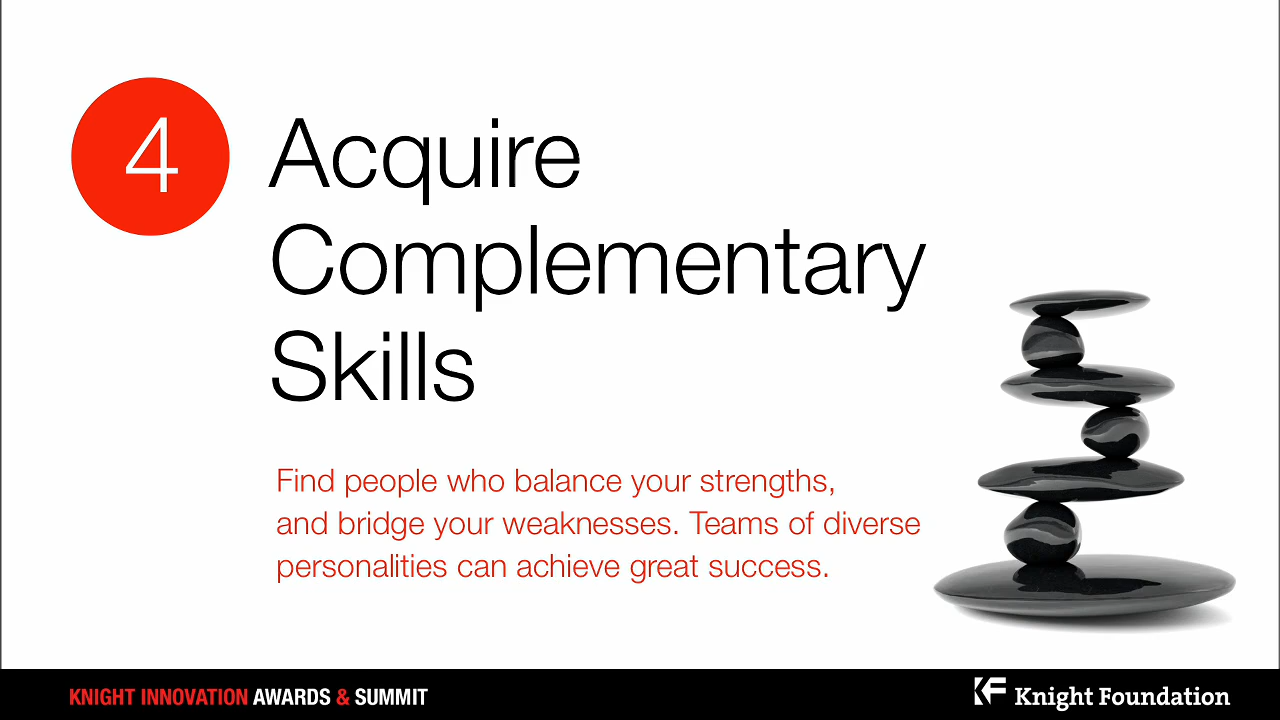 4
Acquire
Complementary
Skills
Find people who balance your strengths,
and bridge your weaknesses. Teams of diverse
personalities can achieve great success.
KNIGHT INNOVATION AWARDS & SUMMIT
KF Knight Foundation